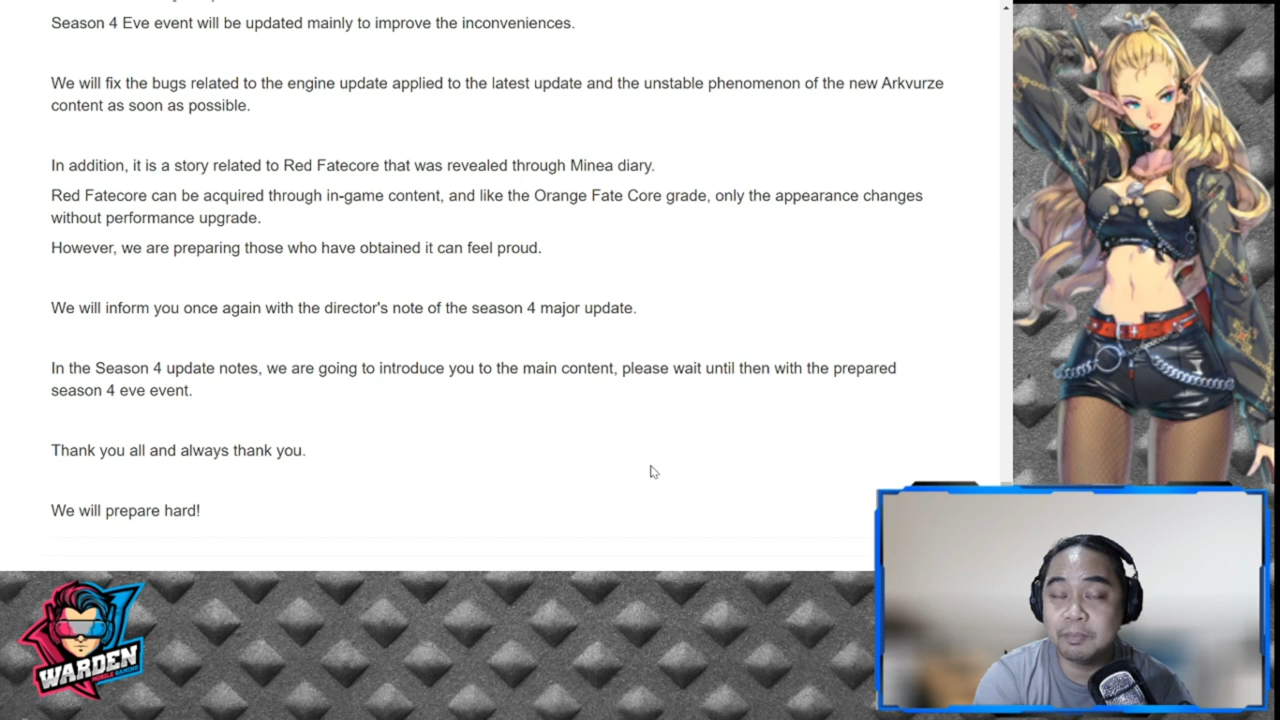 Season 4 Eve event will be updated mainly to improve the inconveniences.
We will fix the bugs related to the engine update applied to the latest update and the unstable phenomenon of the new Arkvurze
content as soon as possible.
In addition, it is a story related to Red Fatecore that was revealed through Minea diary.
Red Fatecore can be acquired through in-game content, and like the Orange Fate Core grade, only the appearance changes
without performance upgrade.
However, we are preparing those who have obtained it can feel proud.
We will inform you once again with the director's note of the season 4 major update.
In the Season 4 update notes, we are going to introduce you to the main content, please wait until then with the prepared
season 4 eve event.
Thank you all and always thank you.
We will prepare hard!
WARDEN
MOBILE GAMING